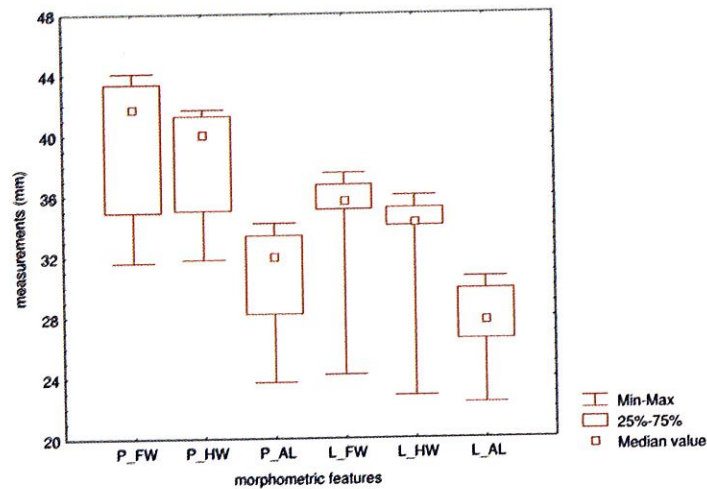 48
44
40
36
32
28
24
20
measurements (mm)
P_FW P_HW P_AL L_FW L_HW L_AL
morphometric features
Min-Max
25%-75%
Median value